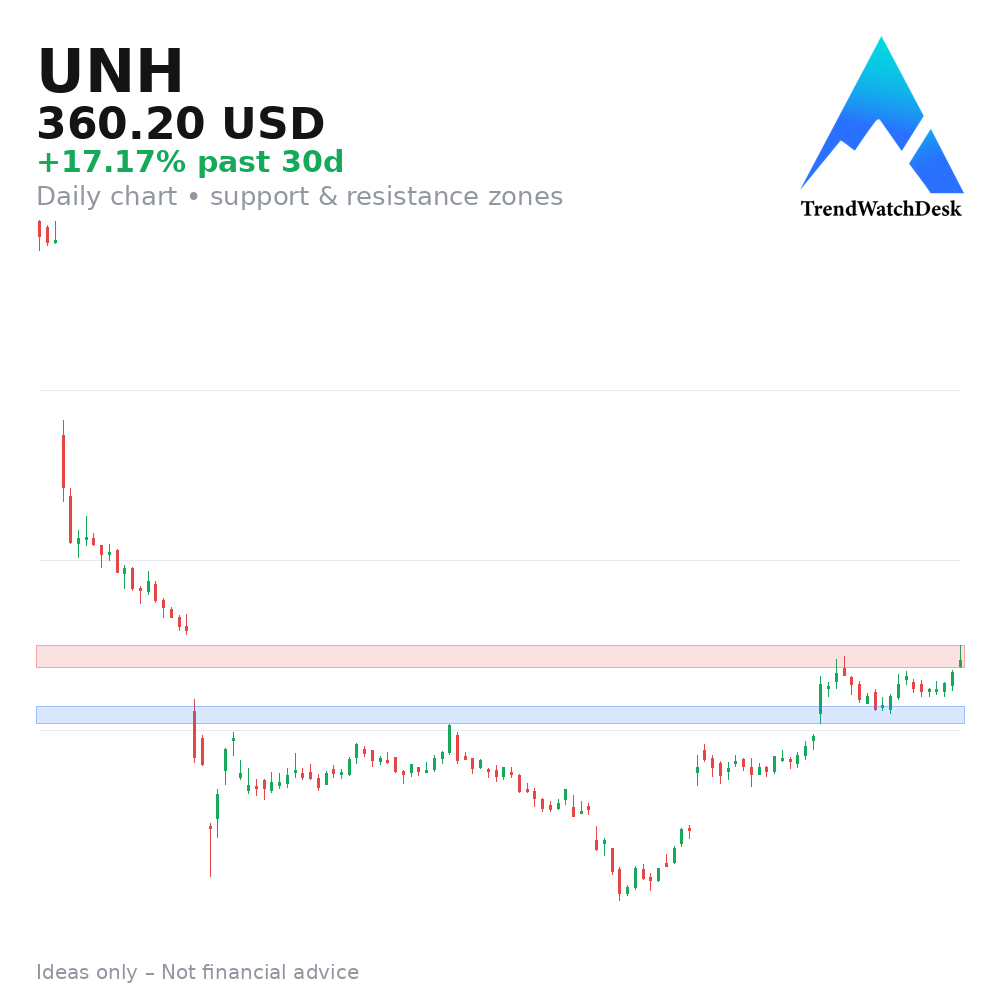 UNH
360.20 USD
+17.17% past 30d
Daily chart • support & resistance zones
TrendWatchDesk
Ideas only – Not financial advice